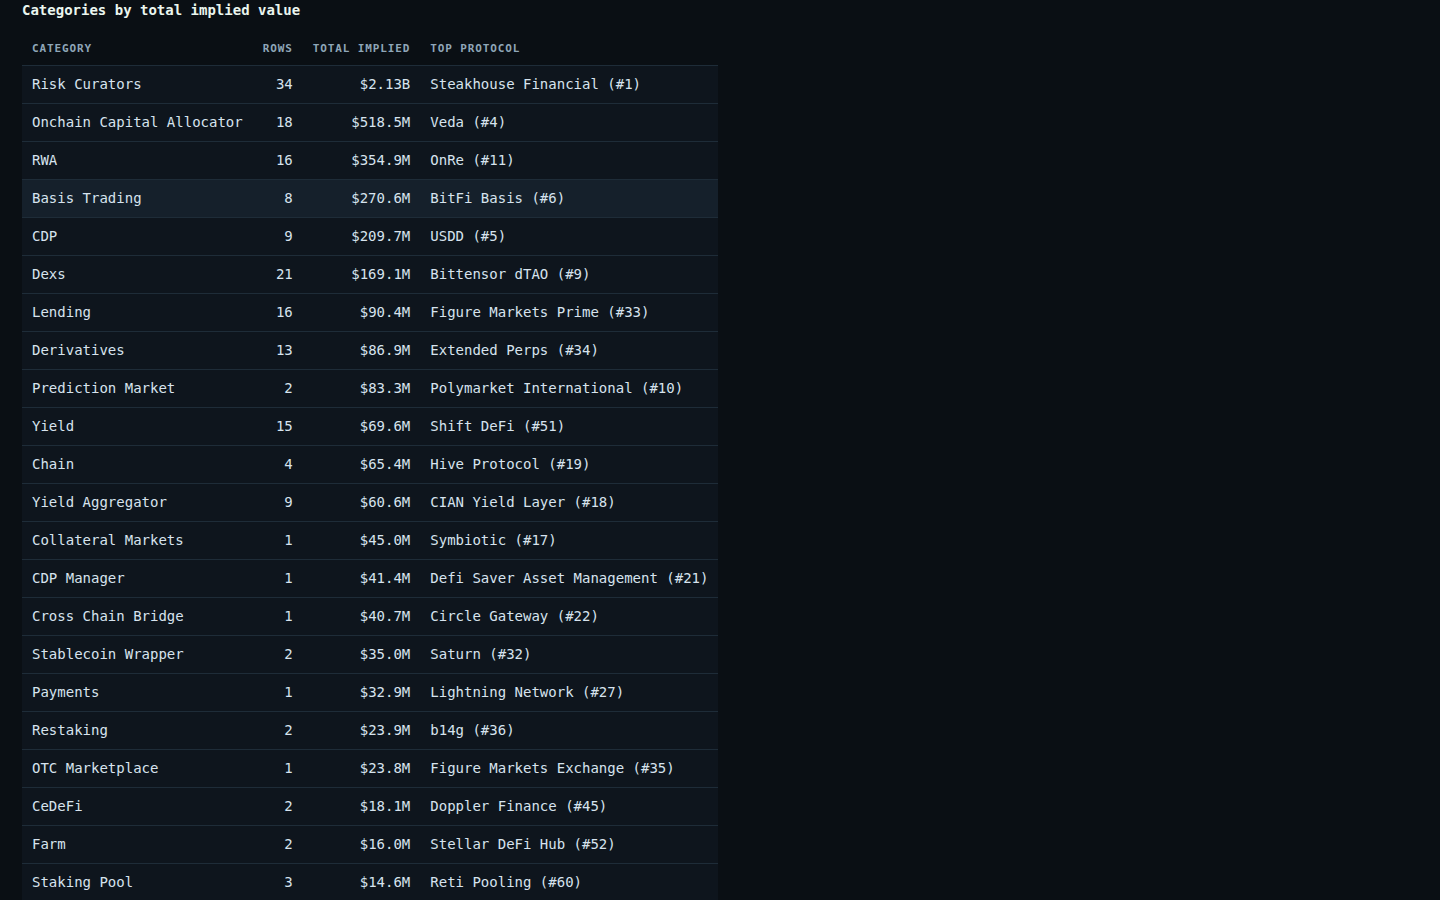 Categories by total implied value
CATEGORY ROWS TOTAL IMPLIED TOP PROTOCOL
Risk Curators 34 $2.13B Steakhouse Financial (#1)
Onchain Capital Allocator 18 $518.5M Veda (#4)
RWA 16 $354.9M OnRe (#11)
Basis Trading 8 $270.6M BitFi Basis (#6)
CDP 9 $209.7M USDD (#5)
Dexs 21 $169.1M Bittensor dTAO (#9)
Lending 16 $90.4M Figure Markets Prime (#33)
Derivatives 13 $86.9M Extended Perps (#34)
Prediction Market 2 $83.3M Polymarket International (#10)
Yield 15 $69.6M Shift DeFi (#51)
Chain 4 $65.4M Hive Protocol (#19)
Yield Aggregator 9 $60.6M CIAN Yield Layer (#18)
Collateral Markets 1 $45.0M Symbiotic (#17)
CDP Manager 1 $41.4M Defi Saver Asset Management (#21)
Cross Chain Bridge 1 $40.7M Circle Gateway (#22)
Stablecoin Wrapper 2 $35.0M Saturn (#32)
Payments 1 $32.9M Lightning Network (#27)
Restaking 2 $23.9M b14g (#36)
OTC Marketplace 1 $23.8M Figure Markets Exchange (#35)
CeDeFi 2 $18.1M Doppler Finance (#45)
Farm 2 $16.0M Stellar DeFi Hub (#52)
Staking Pool 3 $14.6M Reti Pooling (#60)